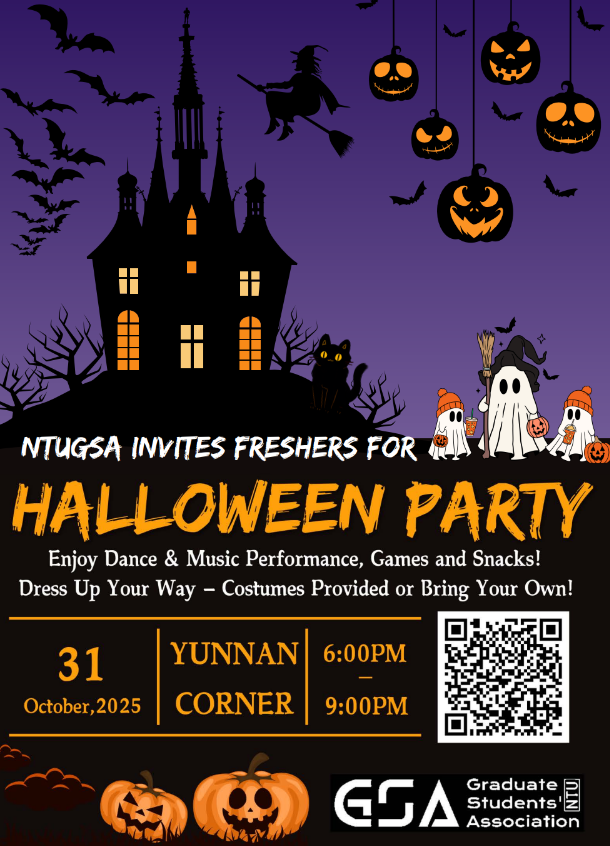 NTUGSA INVITES FRESHERS FOR
HALLOWEEN PARTY
Enjoy Dance & Music Performance, Games and Snacks!
Dress Up Your Way – Costumes Provided or Bring Your Own!
31
October,2025
YUNNAN
CORNER
6:00PM
–
9:00PM
GSA
Graduate
Students'
Association
NTU